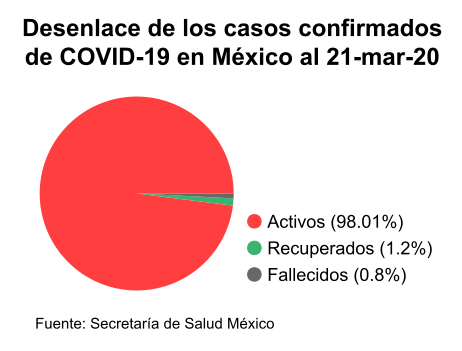 Desenlace de los casos confirmados
de COVID-19 en México al 21-mar-20
Activos (98.01%)
Recuperados (1.2%)
Fallecidos (0.8%)
Fuente: Secretaría de Salud México